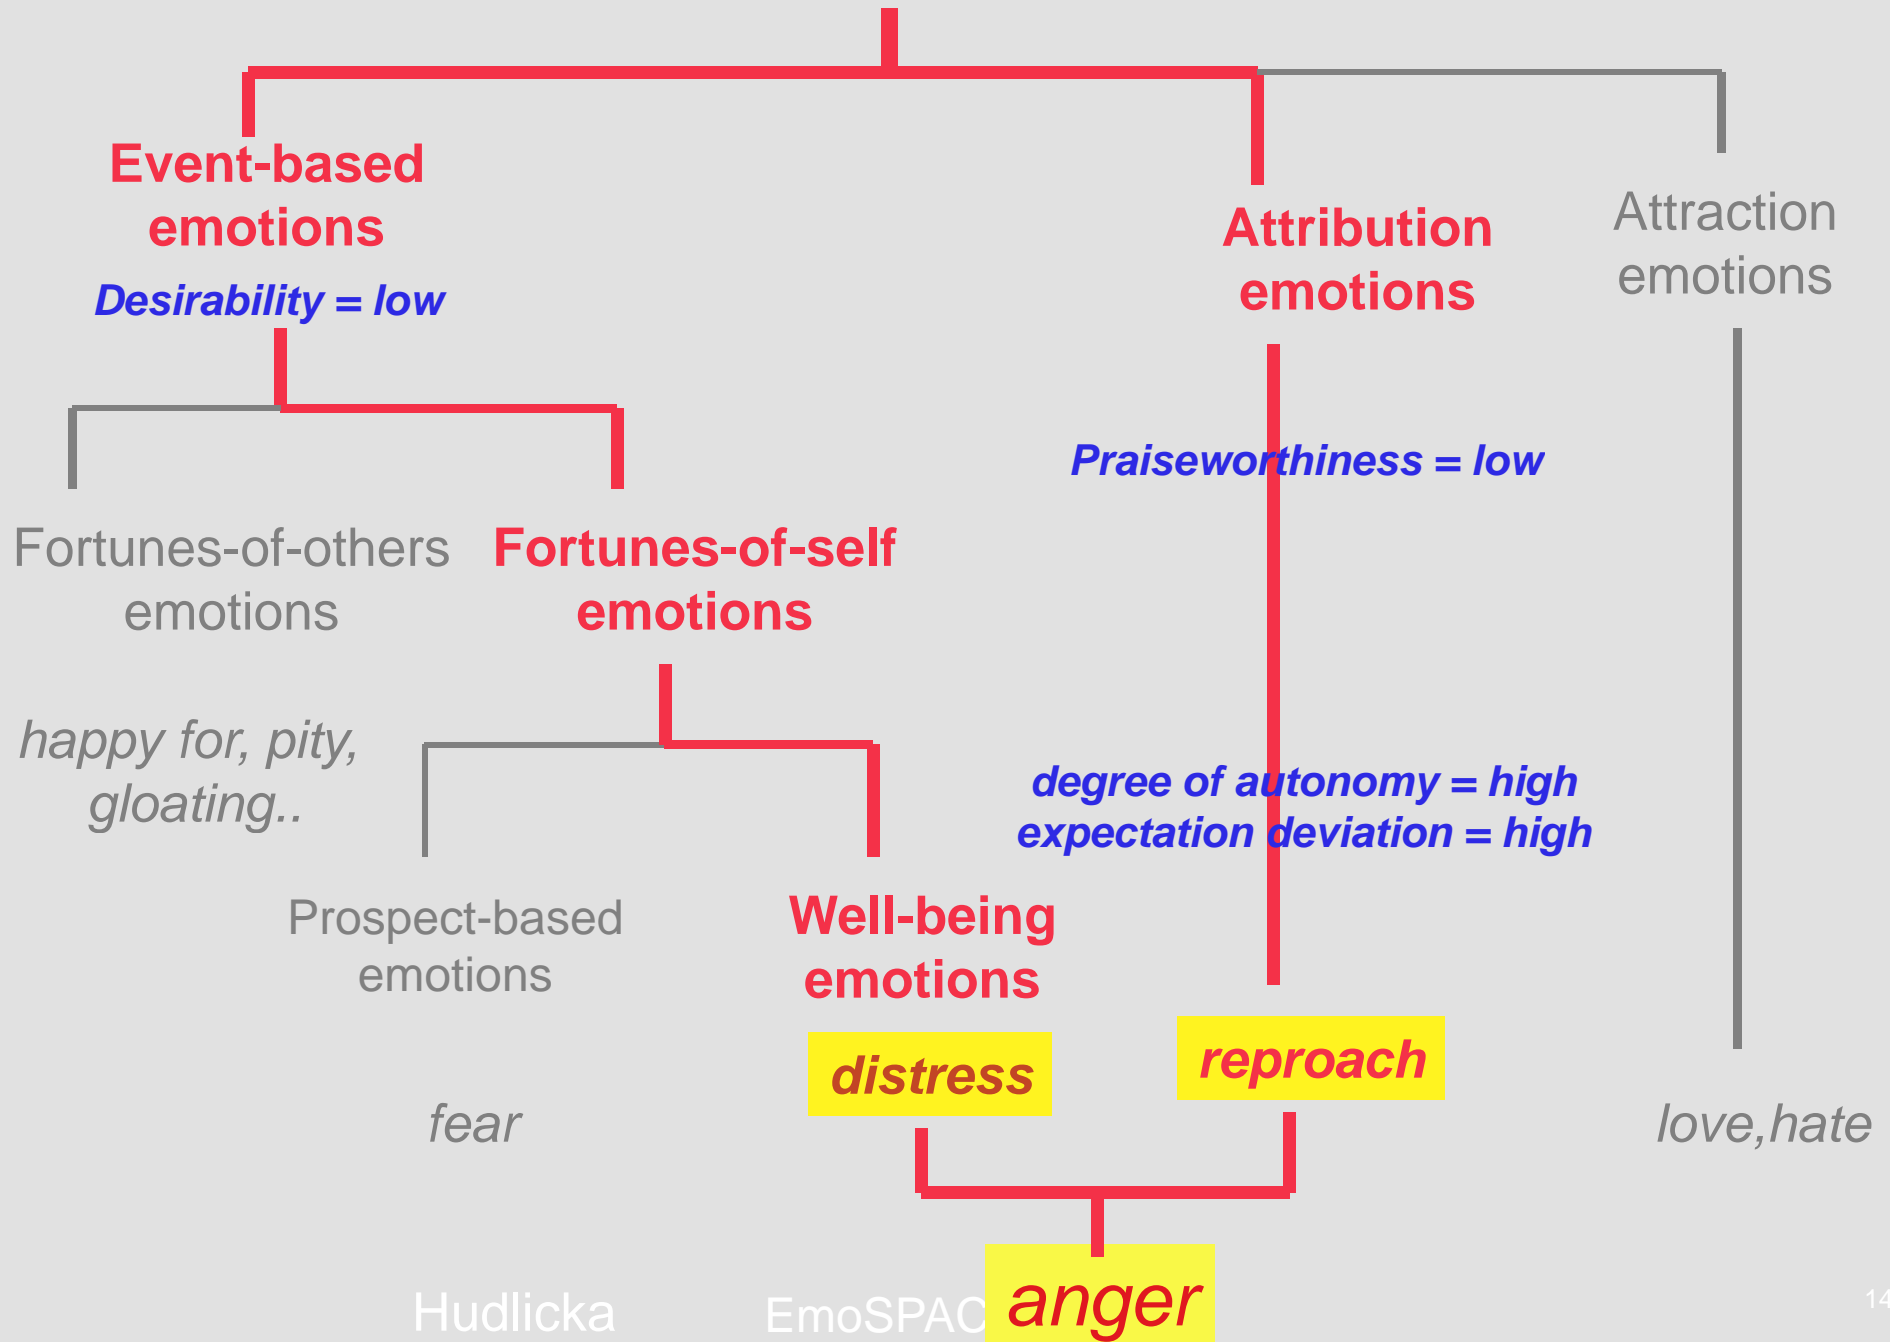 Event-based
emotions
Desirability = low
Attribution
emotions
Attraction
emotions
Praiseworthiness = low
Fortunes-of-others
emotions
Fortunes-of-self
emotions
happy for, pity,
gloating..
degree of autonomy = high
expectation deviation = high
Prospect-based
emotions
Well-being
emotions
distress
reproach
fear
love,hate
anger
Hudlicka
EmoSPAC
14